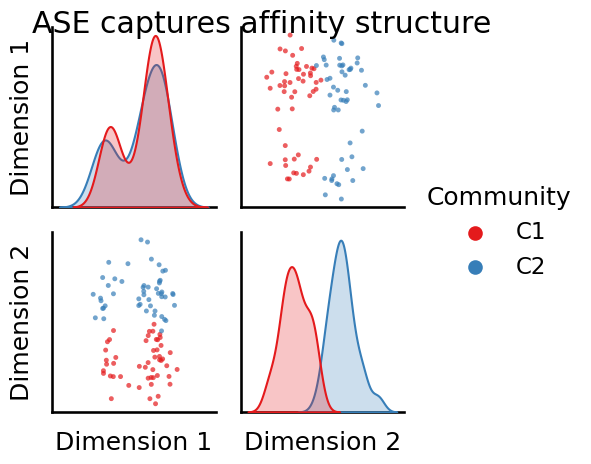 ASE captures affinity structure
Dimension 1
Community
C1
C2
Dimension 2
Dimension 1
Dimension 2